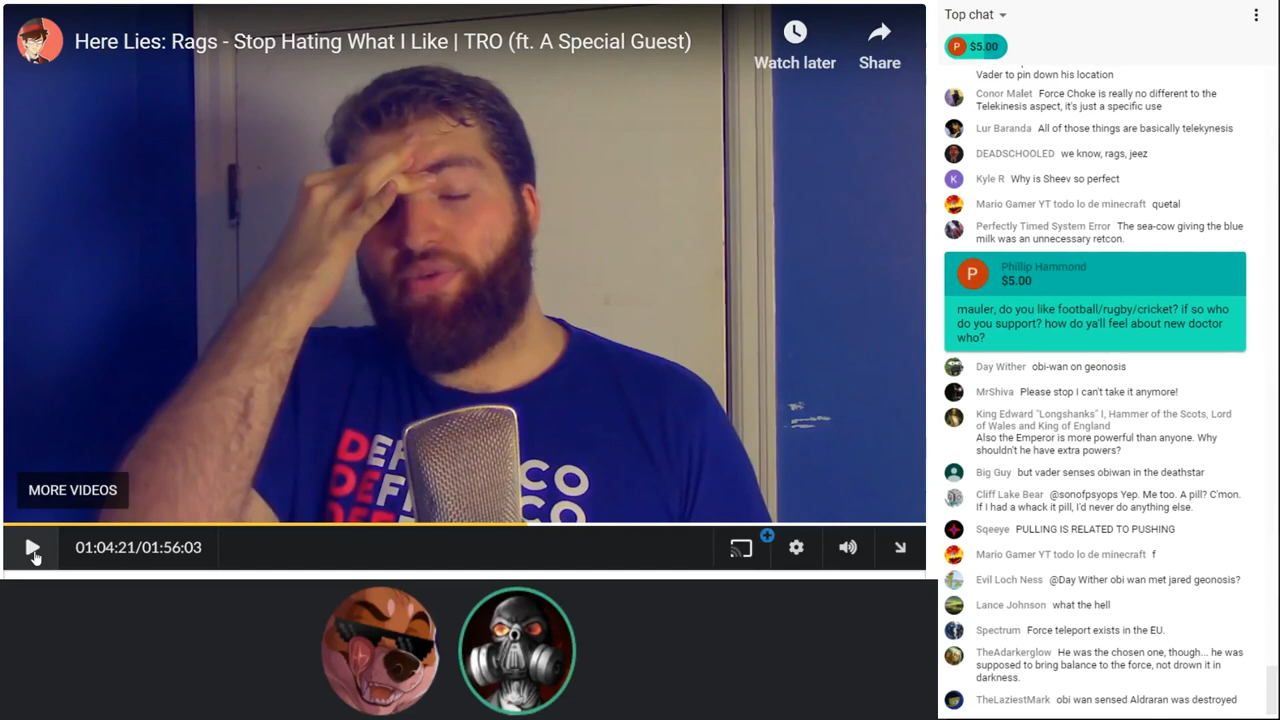 Here Lies: Rags - Stop Hating What I Like | TRO (ft. A Special Guest)
Watch later
Share
MORE VIDEOS
01:04:21/01:56:03
Top chat
P $5.00
Vader to pin down his location
Conor Malet Force Choke is really no different to the
Telekinesis aspect, it's just a specific use
Lur Baranda All of those things are basically telekynesis
DEADSCHOOLED we know, rags, jeez
K Kyle R Why is Sheev so perfect
Mario Gamer YT todo lo de minecraft quetal
Perfectly Timed System Error The sea-cow giving the blue
milk was an unnecessary retcon.
P Phillip Hammond
$5.00
mauler, do you like football/rugby/cricket? if so who
do you support? how do ya'll feel about new doctor
who?
Day Wither obi-wan on geonosis
MrShiva Please stop I can't take it anymore!
King Edward "Longshanks" I, Hammer of the Scots, Lord
of Wales and King of England
Also the Emperor is more powerful than anyone. Why
shouldn't he have extra powers?
Big Guy but vader senses obiwan in the deathstar
Cliff Lake Bear @sonofpsyops Yep. Me too. A pill? C'mon.
If I had a whack it pill, I'd never do anything else.
Sqeeye PULLING IS RELATED TO PUSHING
Mario Gamer YT todo lo de minecraft f
Evil Loch Ness @Day Wither obi wan met jared geonosis?
Lance Johnson what the hell
Spectrum Force teleport exists in the EU.
TheAdarkerglow He was the chosen one, though... he was
supposed to bring balance to the force, not drown it in
darkness.
TheLaziestMark obi wan sensed Aldraran was destroyed